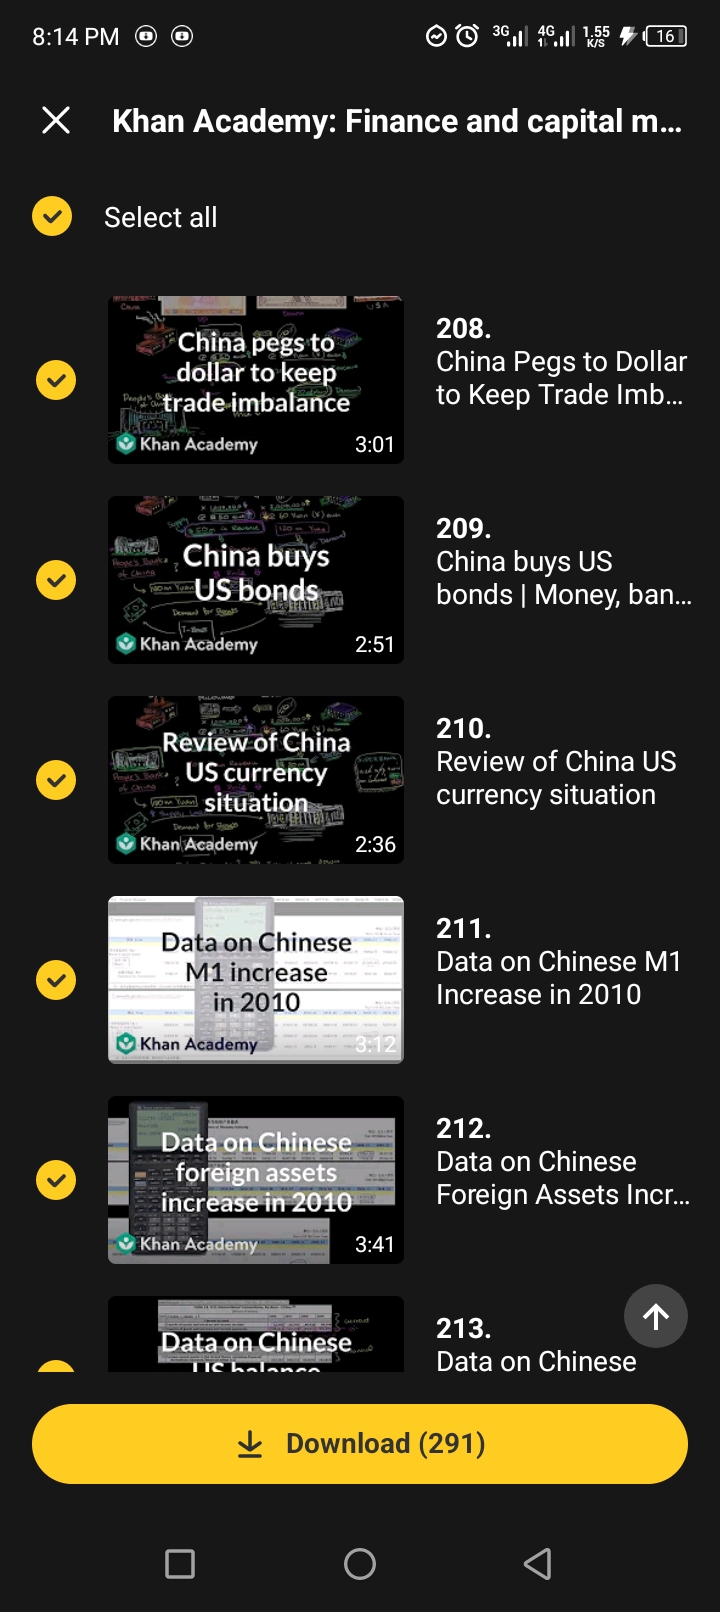 8:14 PM
3G 4G 1.55 K/S 16
Khan Academy: Finance and capital m...
Select all
China pegs to
dollar to keep
trade imbalance
Khan Academy
3:01
208.
China Pegs to Dollar
to Keep Trade Imb...
China buys
US bonds
Khan Academy
2:51
209.
China buys US
bonds | Money, ban...
Review of China
US currency
situation
Khan Academy
2:36
210.
Review of China US
currency situation
Data on Chinese
M1 increase
in 2010
Khan Academy
3:12
211.
Data on Chinese M1
Increase in 2010
Data on Chinese
foreign assets
increase in 2010
Khan Academy
3:41
212.
Data on Chinese
Foreign Assets Incr...
Data on Chinese
US balance
213.
Data on Chinese
Download (291)